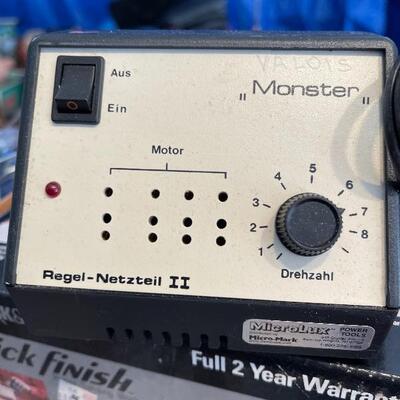 VALOIS
Aus
„Monster"
Ein
Motor
1 2 3 4 5 6 7 8
Regel-Netzteil II
Drehzahl
MicroLux POWER TOOLS
Micro-Mark
ick finish
Full 2 Year Warrant